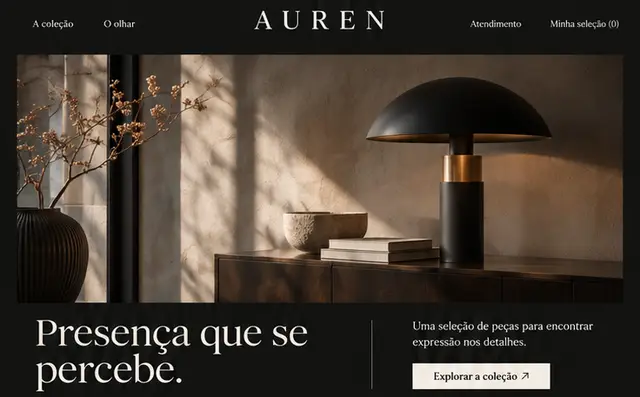 A coleção
O olhar
AUREN
Atendimento
Minha seleção (0)
Presença que se
percebe.
Uma seleção de peças para encontrar
expressão nos detalhes.
Explorar a coleção ↗